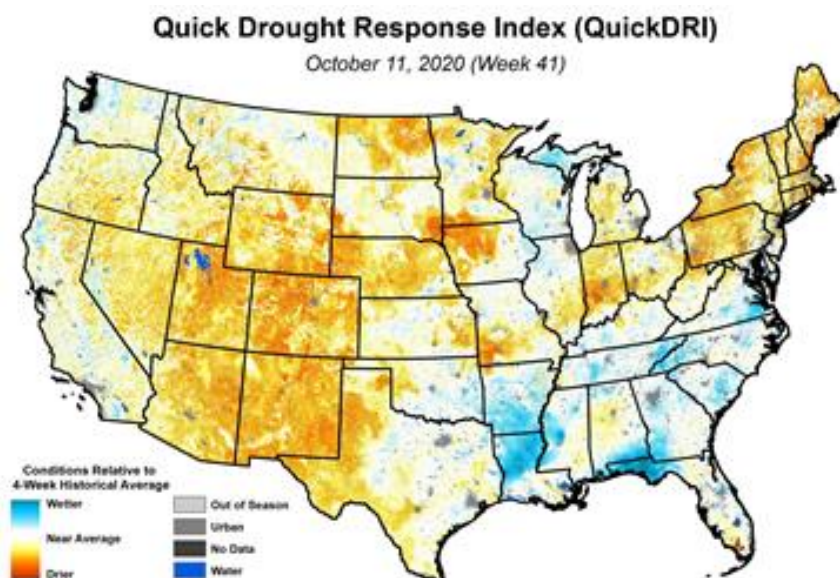 Quick Drought Response Index (QuickDRI)
October 11, 2020 (Week 41)
Conditions Relative to
4-Week Historical Average
Wetter
Near Average
Drier
Out of Season
Urban
No Data
Water